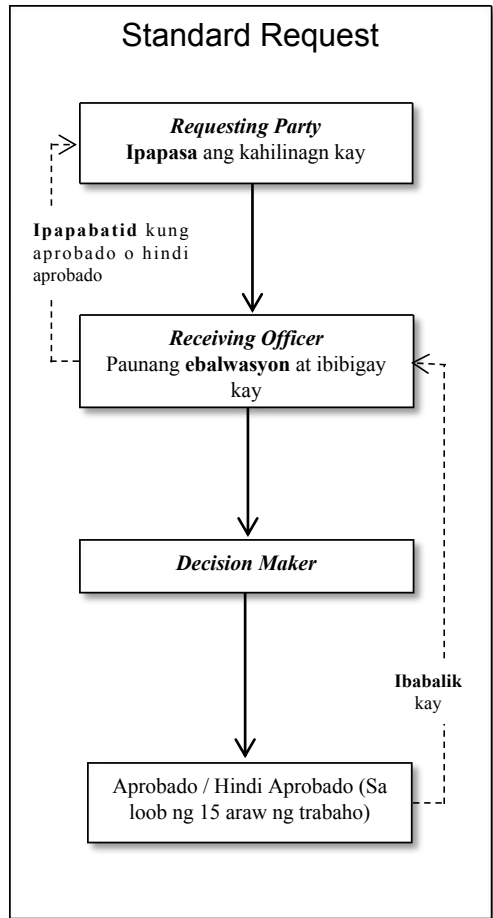 Standard Request
Requesting Party
Ipapasa ang kahilinagn kay
Ipapabatid kung
aprobado o hindi
aprobado
Receiving Officer
Paunang ebalwasyon at ibibigay
kay
Decision Maker
Ibabalik
kay
Aprobado / Hindi Aprobado (Sa
loob ng 15 araw ng trabaho)